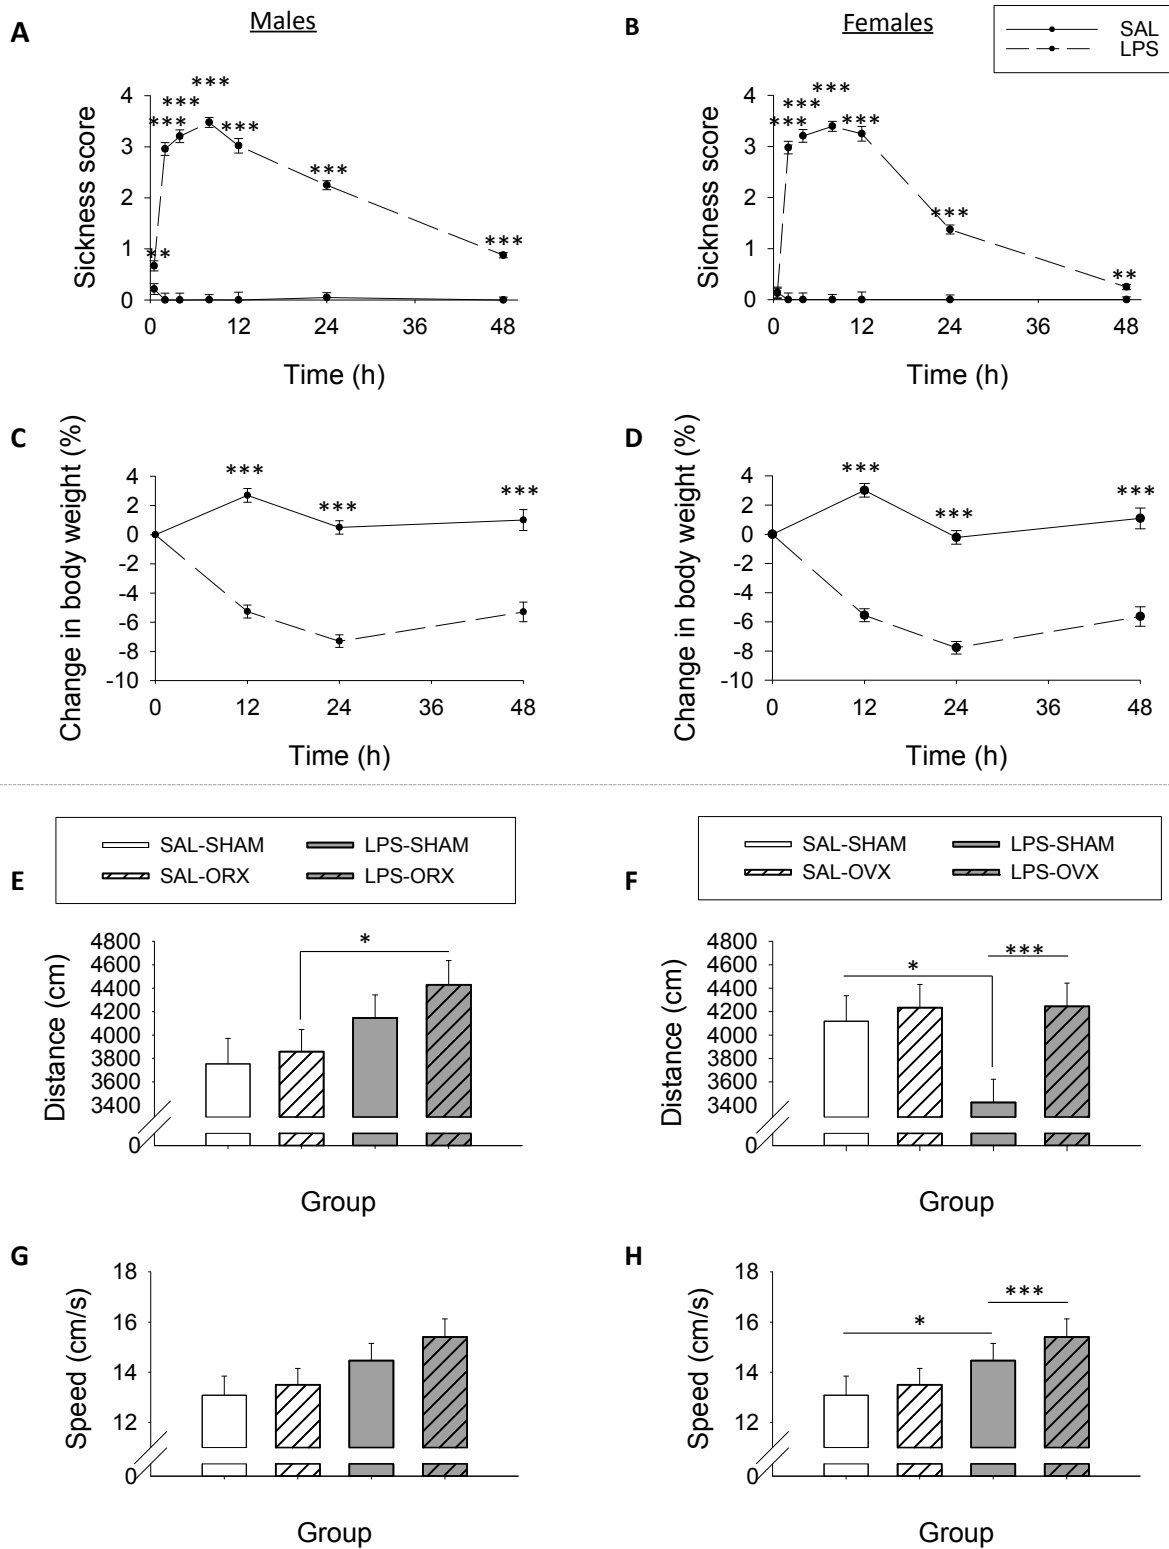 A
Males
B
Females
SAL
LPS
Sickness score
4
3
2
1
0
0 12 24 36 48
Time (h)
**
***
***
***
***
***
***
Sickness score
4
3
2
1
0
0 12 24 36 48
Time (h)
***
***
***
***
***
**
C
Change in body weight (%)
4
2
0
-2
-4
-6
-8
-10
0 12 24 36 48
Time (h)
***
***
***
D
Change in body weight (%)
4
2
0
-2
-4
-6
-8
-10
0 12 24 36 48
Time (h)
***
***
***
E
SAL-SHAM LPS-SHAM
SAL-ORX LPS-ORX
Distance (cm)
4800
4600
4400
4200
4000
3800
3600
3400
0
*
Group
F
SAL-SHAM LPS-SHAM
SAL-OVX LPS-OVX
Distance (cm)
4800
4600
4400
4200
4000
3800
3600
3400
0
*
***
Group
G
Speed (cm/s)
18
16
14
12
0
Group
H
Speed (cm/s)
18
16
14
12
0
*
***
Group